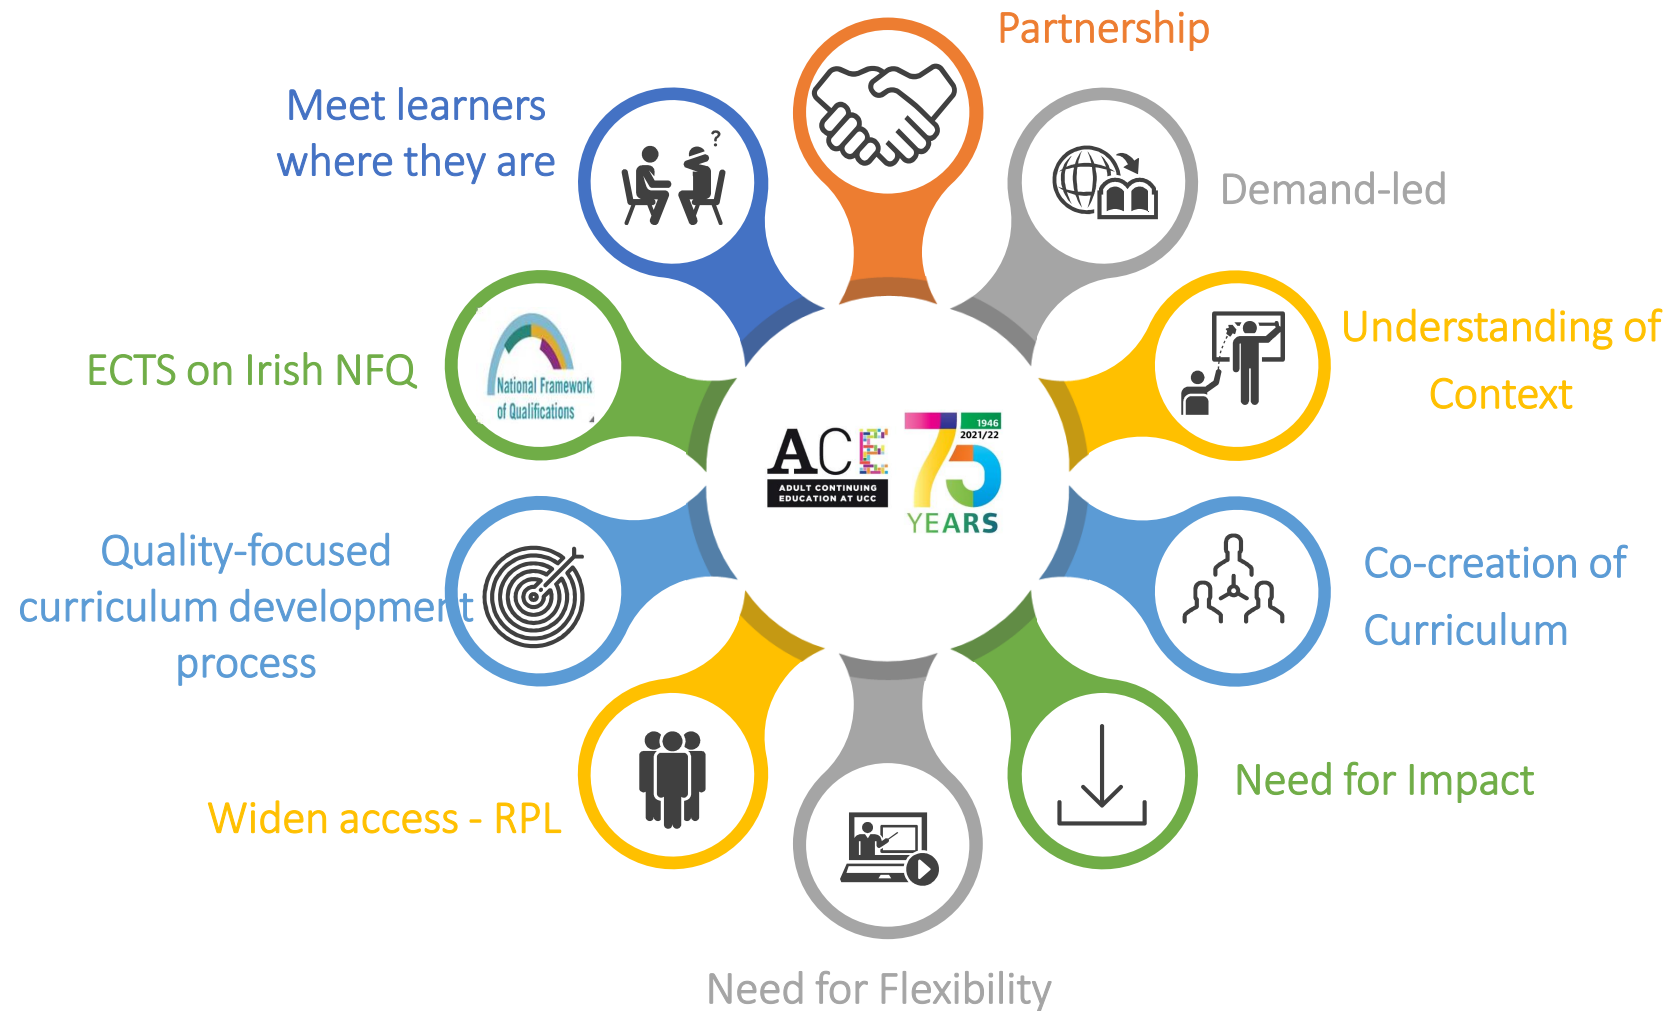 Partnership
Demand-led
Understanding of
Context
Co-creation of
Curriculum
Need for Impact
Need for Flexibility
Widen access - RPL
Quality-focused
curriculum development
process
ECTS on Irish NFQ
Meet learners
where they are
?
National Framework
of Qualifications
ACE
ADULT CONTINUING
EDUCATION AT UCC
75
1946
2021/22
YEARS